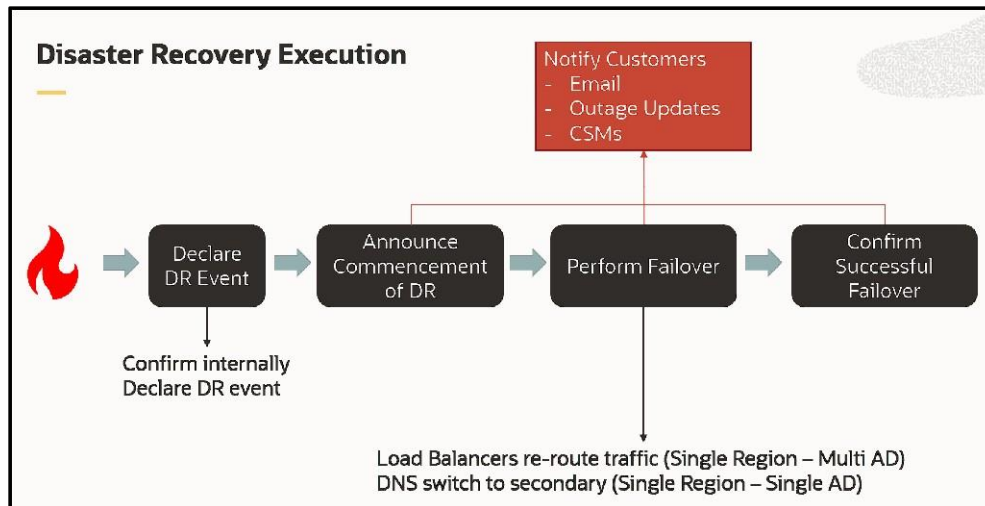 Disaster Recovery Execution
Notify Customers
- Email
- Outage Updates
- CSMs
Declare
DR Event
Announce
Commencement
of DR
Perform Failover
Confirm
Successful
Failover
Confirm internally
Declare DR event
Load Balancers re-route traffic (Single Region – Multi AD)
DNS switch to secondary (Single Region – Single AD)